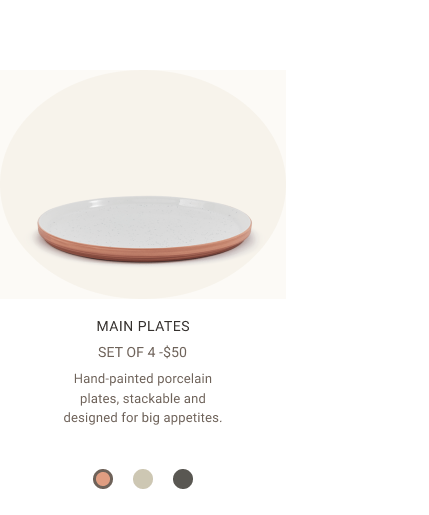 MAIN PLATES
SET OF 4 -$50
Hand-painted porcelain
plates, stackable and
designed for big appetites.